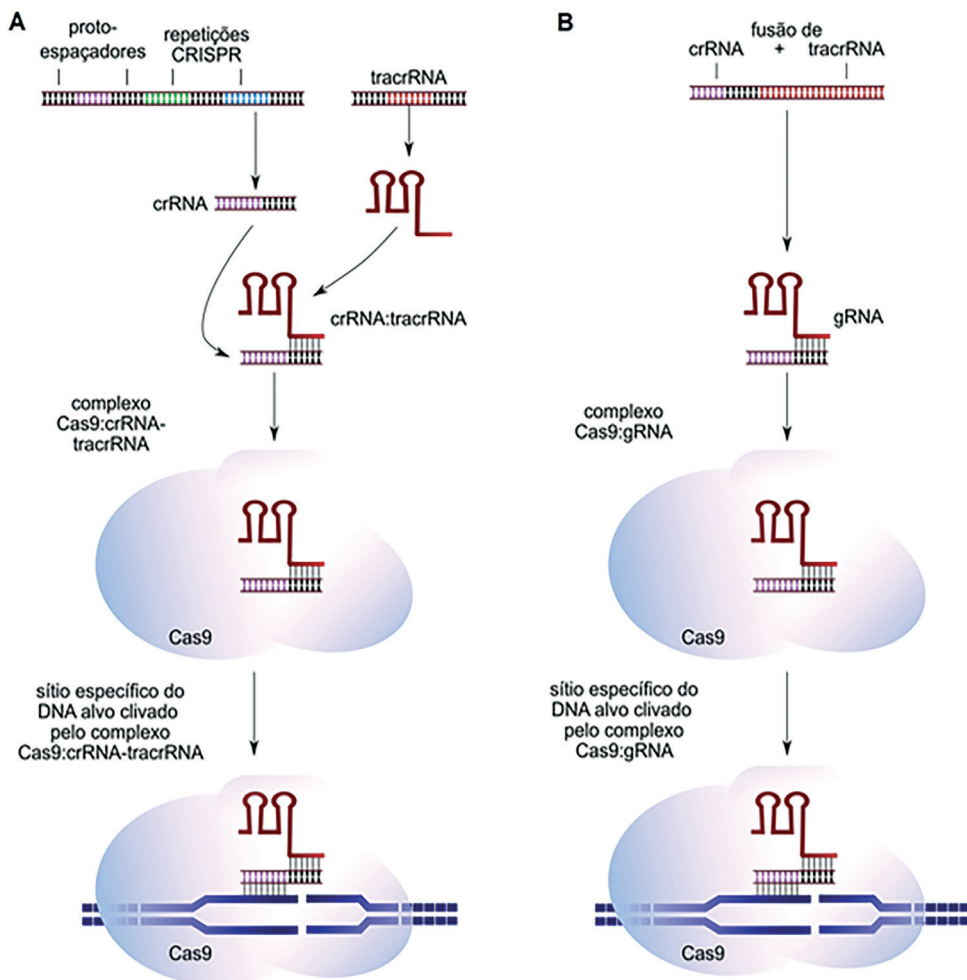 A
proto-
espaçadores
repetições
CRISPR
tracrRNA
crRNA
crRNA:tracrRNA
complexo
Cas9:crRNA-
tracrRNA
Cas9
sítio específico do
DNA alvo clivado
pelo complexo
Cas9:crRNA-tracrRNA
Cas9
B
fusão de
crRNA + tracrRNA
gRNA
complexo
Cas9:gRNA
Cas9
sítio específico do
DNA alvo clivado
pelo complexo
Cas9:gRNA
Cas9